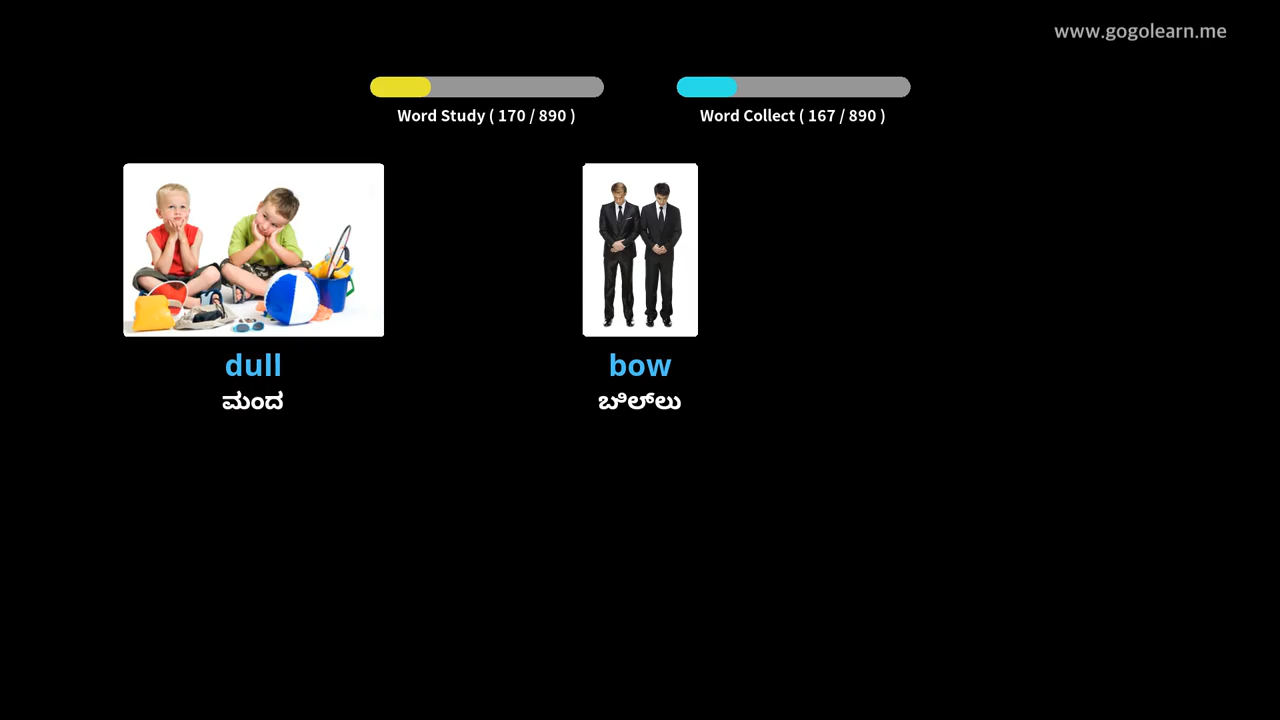 www.gogolearn.me
Word Study ( 170 / 890 )
Word Collect ( 167 / 890 )
dull
ಮಂದ
bow
ಬಿಲ್‌ಲು